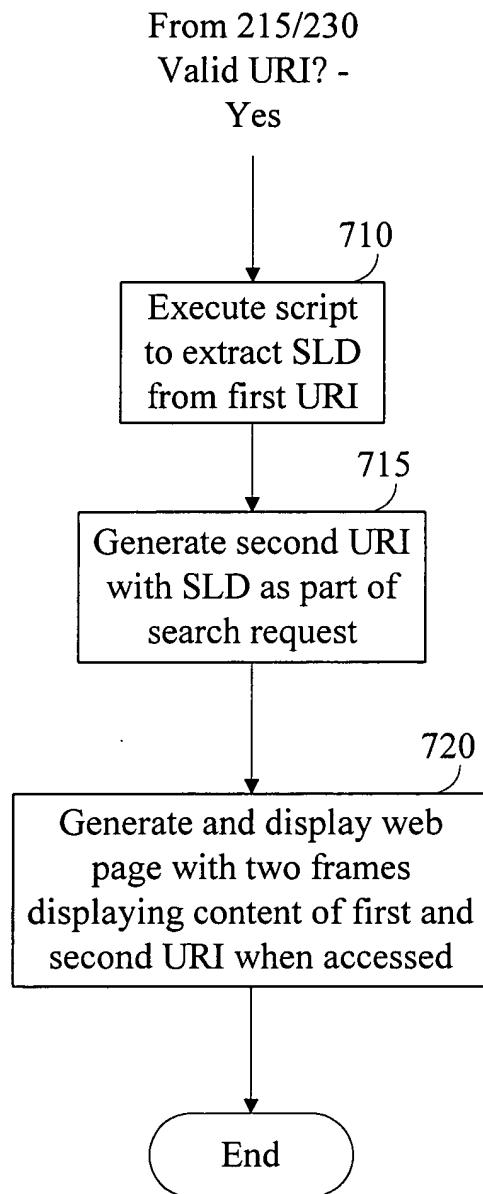 From 215/230
Valid URI? -
Yes
710
Execute script
to extract SLD
from first URI
715
Generate second URI
with SLD as part of
search request
720
Generate and display web
page with two frames
displaying content of first and
second URI when accessed
End